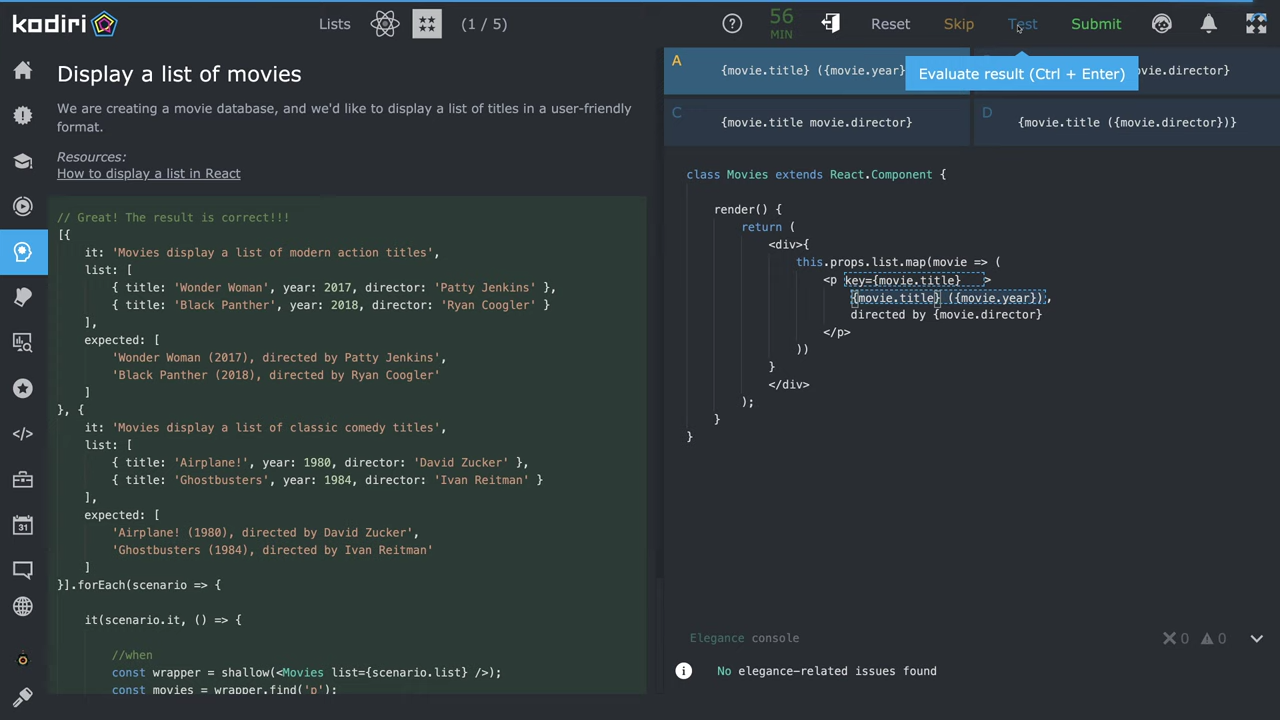 kodiri
Lists
(1 / 5)
56
MIN
Reset
Skip
Test
Submit
Evaluate result (Ctrl + Enter)
Display a list of movies
We are creating a movie database, and we'd like to display a list of titles in a user-friendly
format.
Resources:
How to display a list in React
// Great! The result is correct!!!
[{
it: 'Movies display a list of modern action titles',
list: [
{ title: 'Wonder Woman', year: 2017, director: 'Patty Jenkins' },
{ title: 'Black Panther', year: 2018, director: 'Ryan Coogler' }
],
expected: [
'Wonder Woman (2017), directed by Patty Jenkins',
'Black Panther (2018), directed by Ryan Coogler'
]
}, {
it: 'Movies display a list of classic comedy titles',
list: [
{ title: 'Airplane!', year: 1980, director: 'David Zucker' },
{ title: 'Ghostbusters', year: 1984, director: 'Ivan Reitman' }
],
expected: [
'Airplane! (1980), directed by David Zucker',
'Ghostbusters (1984), directed by Ivan Reitman'
]
}].forEach(scenario => {
it(scenario.it, () => {
//when
const wrapper = shallow(<Movies list={scenario.list} />);
const movies = wrapper.find('p');
31
A
{movie.title} ({movie.year}
movie.director}
C
{movie.title movie.director}
D
{movie.title ({movie.director})}
class Movies extends React.Component {
render() {
return (
<div>{
this.props.list.map(movie => (
<p key={movie.title} >
{movie.title} ({movie.year}),
directed by {movie.director}
</p>
))
}
</div>
);
}
}
Elegance console
0
0
No elegance-related issues found